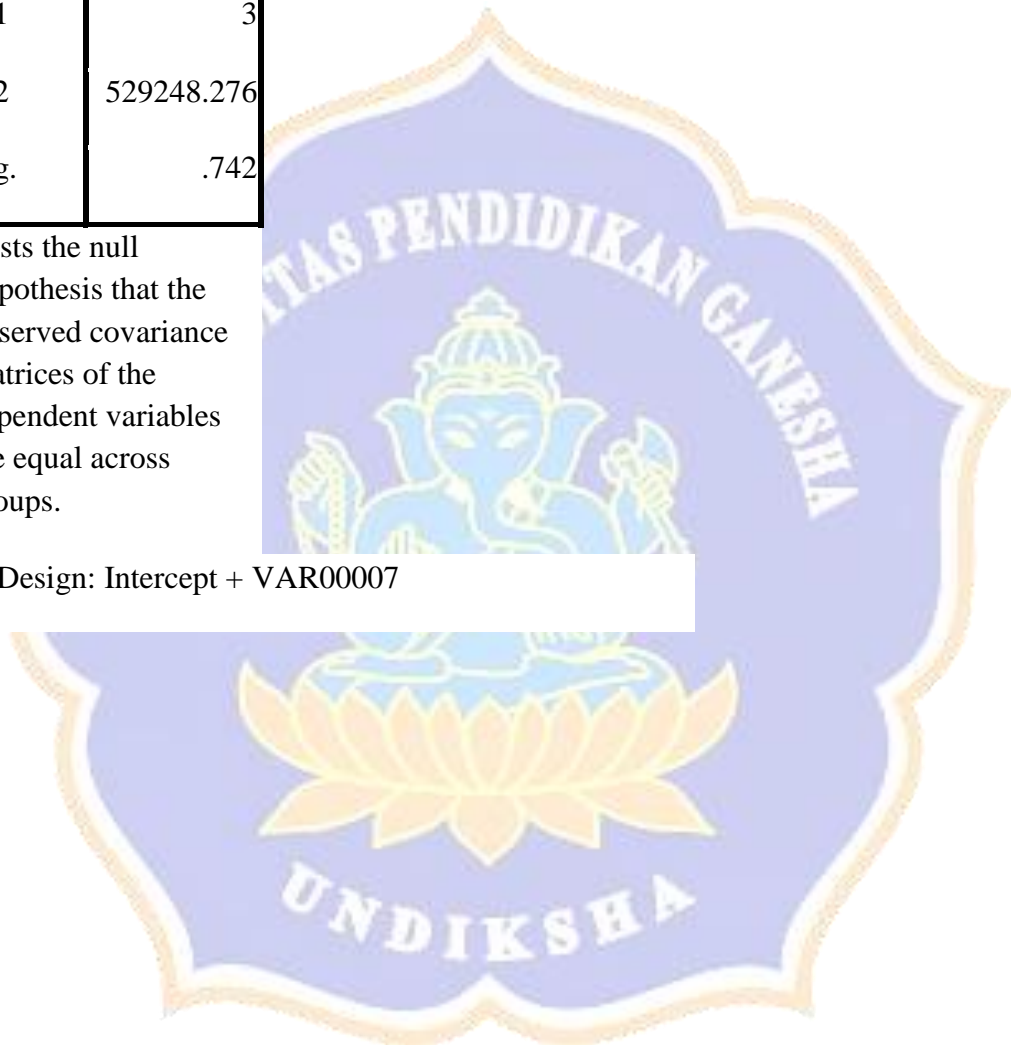 1 3
2 529248.276
g. .742
sts the null
pothesis that the
served covariance
atrices of the
pendent variables
e equal across
oups.
Design: Intercept + VAR00007
ITAS PENDIDIKAN GANESHA
UNDIKSHA